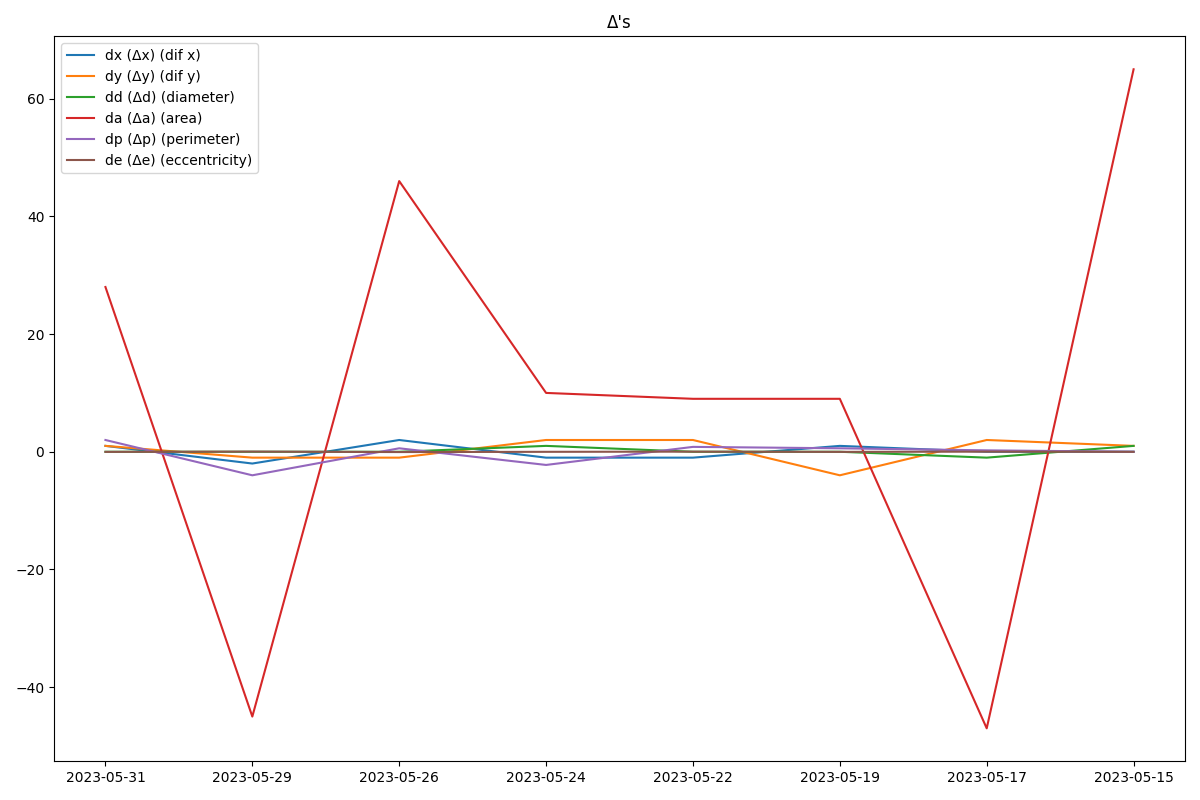 Δ's
dx (Δx) (dif x)
dy (Δy) (dif y)
dd (Δd) (diameter)
da (Δa) (area)
dp (Δp) (perimeter)
de (Δe) (eccentricity)
60
40
20
0
−20
−40
2023-05-31 2023-05-29 2023-05-26 2023-05-24 2023-05-22 2023-05-19 2023-05-17 2023-05-15